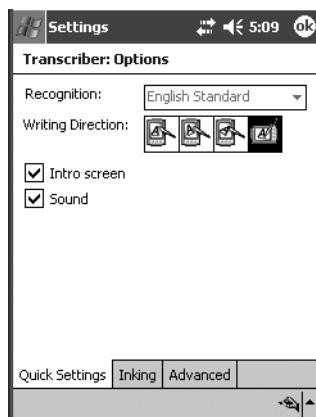 Settings 5:09 ok
Transcriber: Options
Recognition: English Standard
Writing Direction:
Intro screen
Sound
Quick Settings Inking Advanced